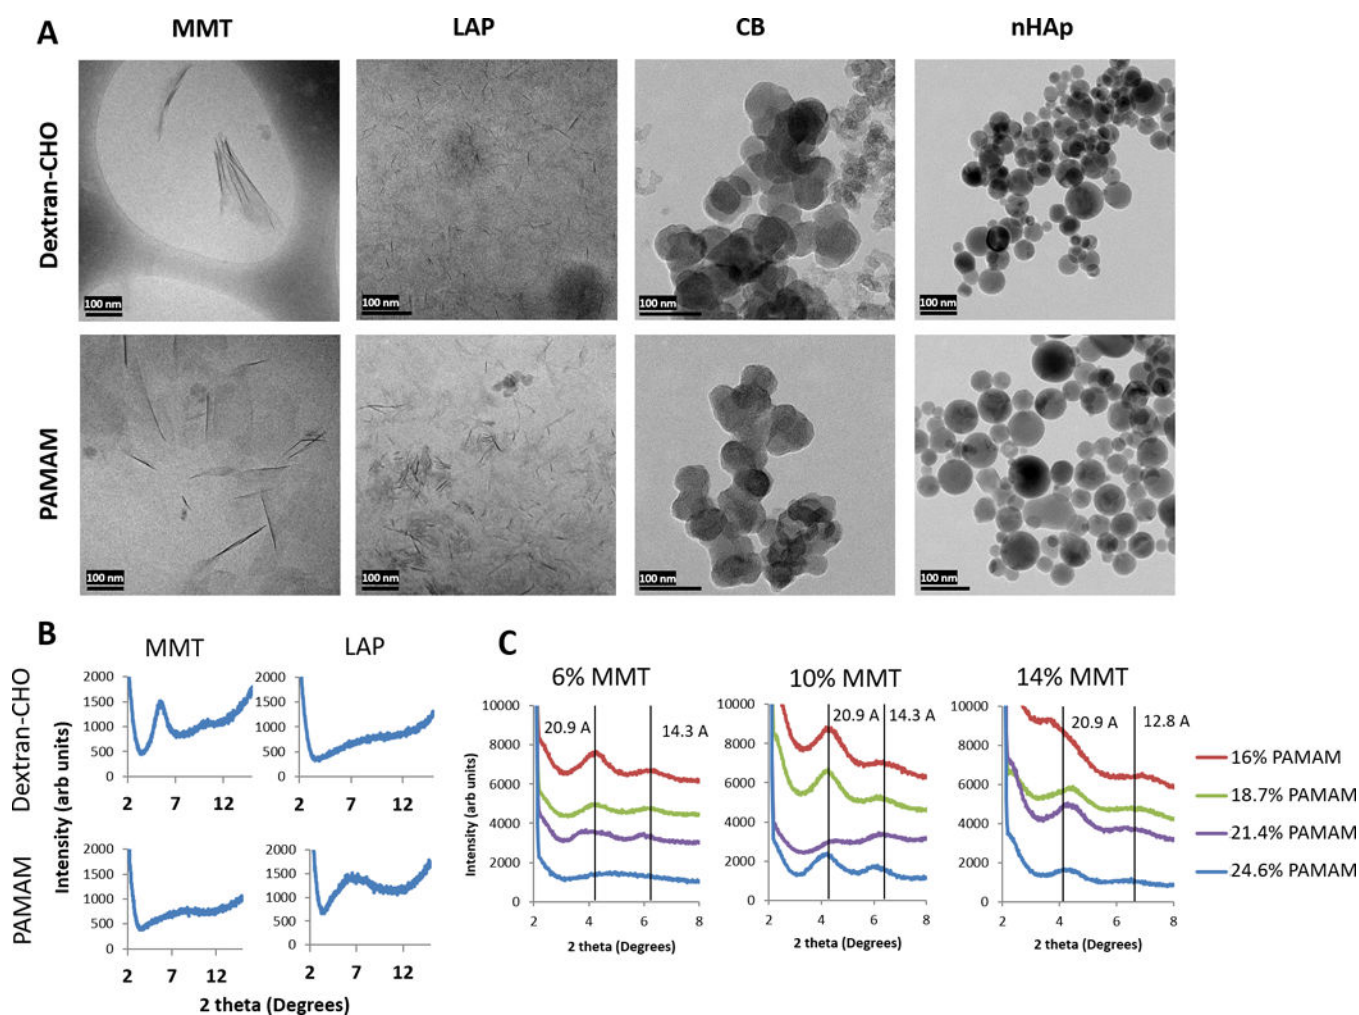 A
MMT LAP CB nHAp
Dextran-CHO
100 nm 100 nm 100 nm 100 nm
PAMAM
100 nm 100 nm 100 nm 100 nm
B
MMT LAP
Dextran-CHO
PAMAM
Intensity (arb units)
2000 2000
1500 1500
1000 1000
500 500
0 0
2 7 12 2 7 12
2000 2000
1500 1500
1000 1000
500 500
0 0
2 7 12 2 7 12
2 theta (Degrees)
C
6% MMT 10% MMT 14% MMT
Intensity (arb units)
10000 10000 10000
8000 8000 8000
6000 6000 6000
4000 4000 4000
2000 2000 2000
0 0 0
20.9 A 14.3 A 20.9 A 14.3 A 20.9 A 12.8 A
2 4 6 8 2 4 6 8 2 4 6 8
2 theta (Degrees) 2 theta (Degrees) 2 theta (Degrees)
16% PAMAM
18.7% PAMAM
21.4% PAMAM
24.6% PAMAM